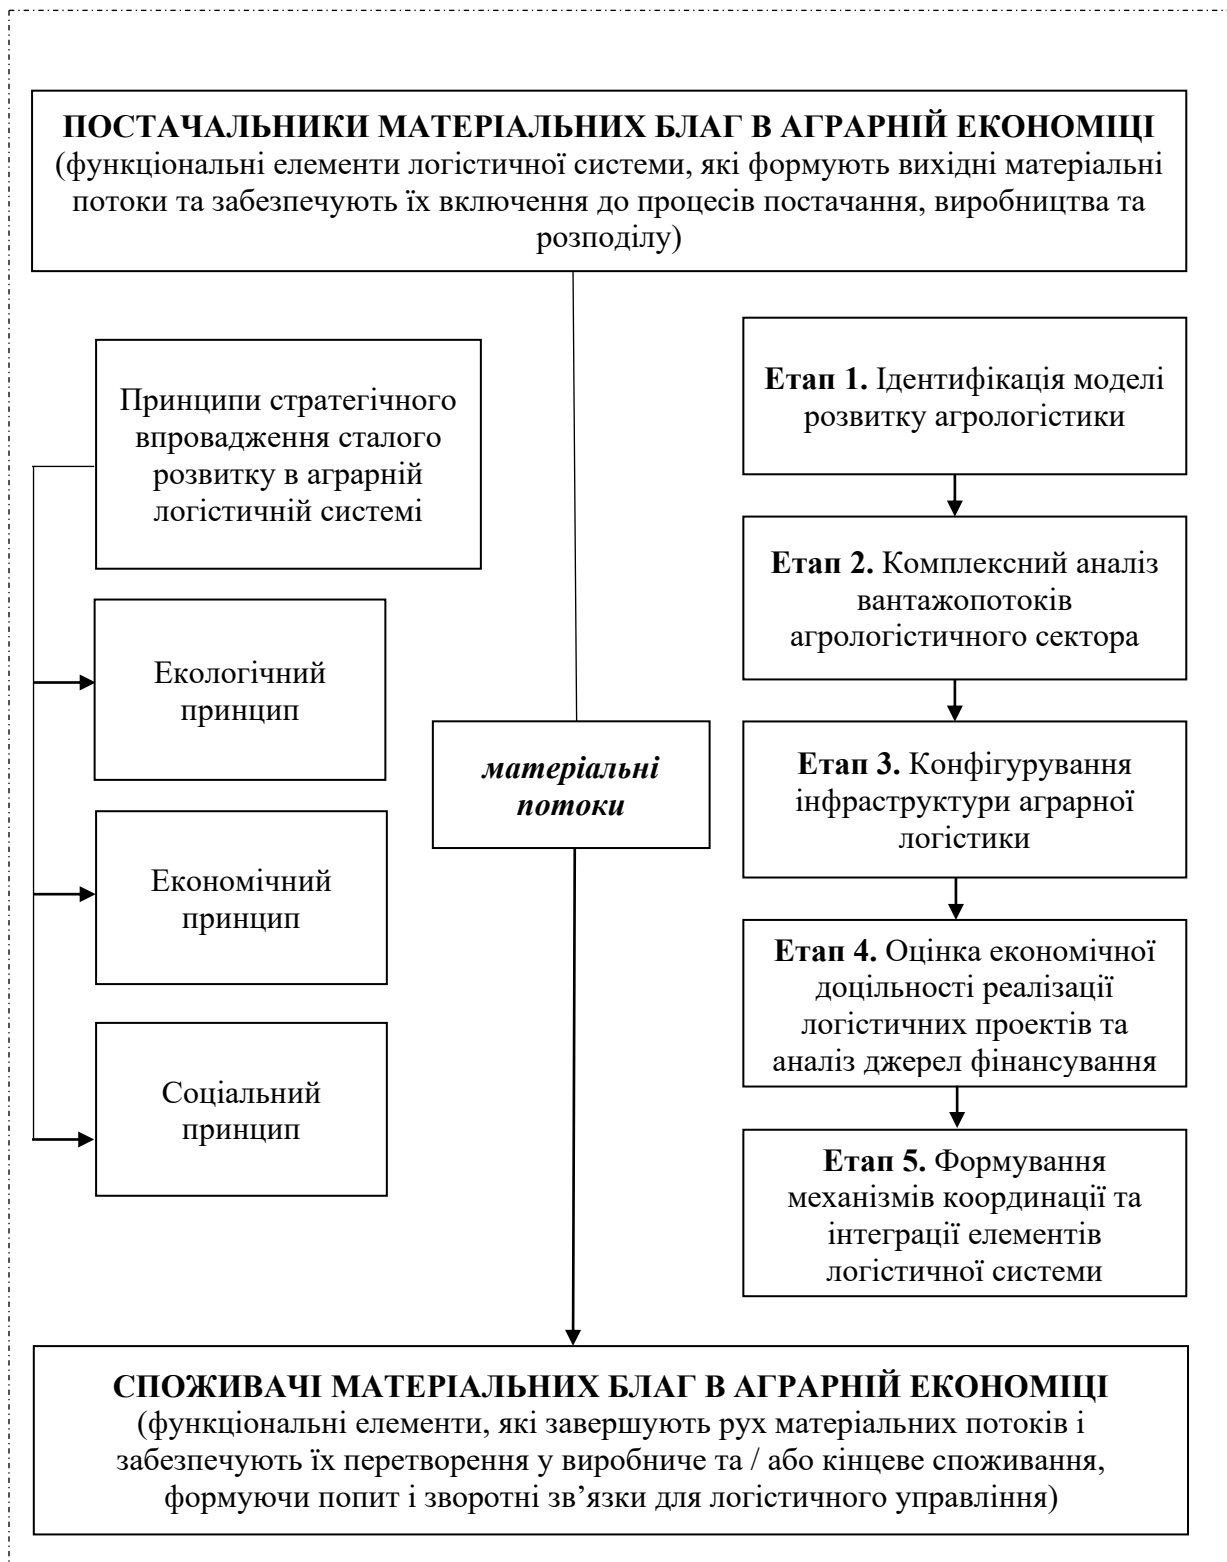 ПОСТАЧАЛЬНИКИ МАТЕРІАЛЬНИХ БЛАГ В АГРАРНІЙ ЕКОНОМІЦІ
(функціональні елементи логістичної системи, які формують вихідні матеріальні
потоки та забезпечують їх включення до процесів постачання, виробництва та
розподілу)
Принципи стратегічного
впровадження сталого
розвитку в аграрній
логістичній системі
Екологічний
принцип
Економічний
принцип
Соціальний
принцип
матеріальні
потоки
Етап 1. Ідентифікація моделі
розвитку агрологістики
Етап 2. Комплексний аналіз
вантажопотоків
агрологістичного сектора
Етап 3. Конфігурування
інфраструктури аграрної
логістики
Етап 4. Оцінка економічної
доцільності реалізації
логістичних проектів та
аналіз джерел фінансування
Етап 5. Формування
механізмів координації та
інтеграції елементів
логістичної системи
СПОЖИВАЧІ МАТЕРІАЛЬНИХ БЛАГ В АГРАРНІЙ ЕКОНОМІЦІ
(функціональні елементи, які завершують рух матеріальних потоків і
забезпечують їх перетворення у виробниче та / або кінцеве споживання,
формуючи попит і зворотні зв’язки для логістичного управління)